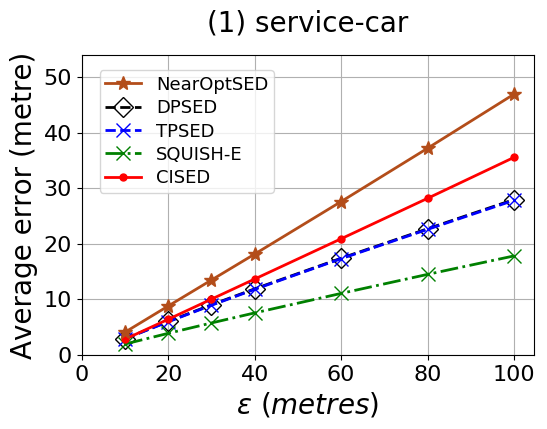 (1) service-car
Average error (metre)
50
40
30
20
10
0
NearOptSED
DPSED
TPSED
SQUISH-E
CISED
0 20 40 60 80 100
ε (metres)